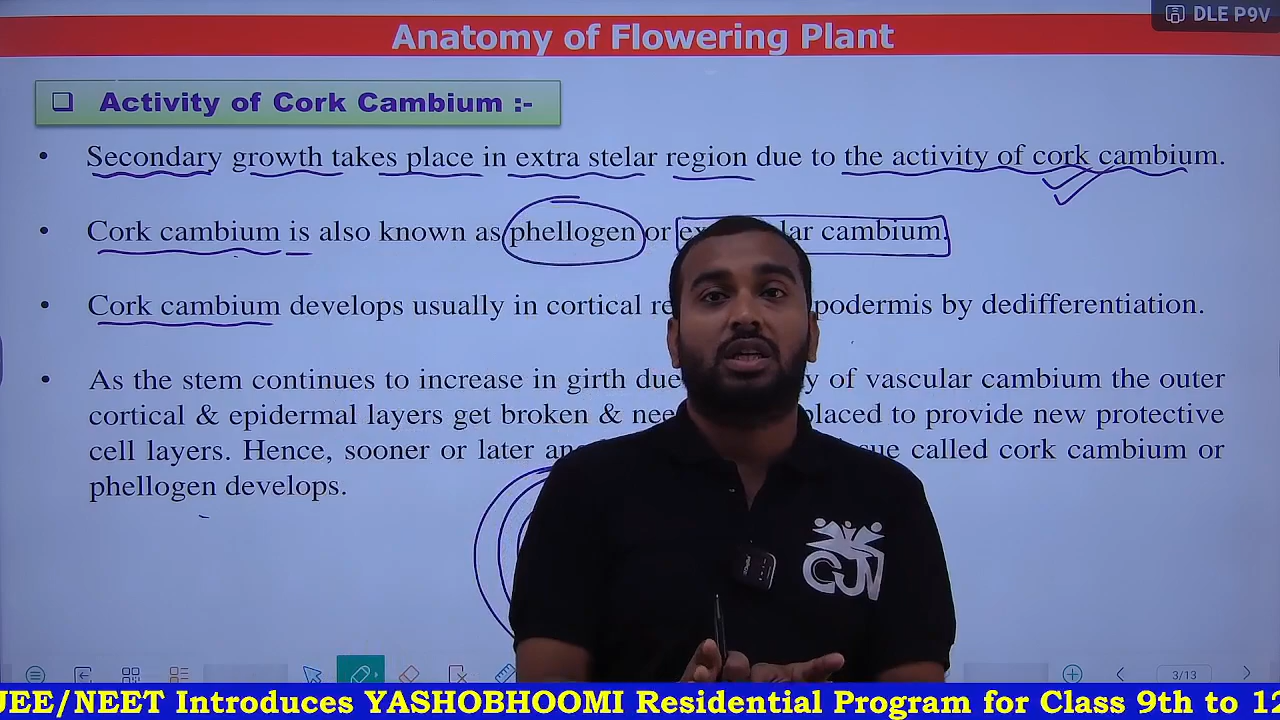 DLE P9V
Anatomy of Flowering Plant
❑ Activity of Cork Cambium :-
• Secondary growth takes place in extra stelar region due to the activity of cork cambium.
• Cork cambium is also known as phellogen or cambium.
• Cork cambium develops usually in cortical by dedifferentiation.
• As the stem continues to increase in girth due of vascular cambium the outer
cortical & epidermal layers get broken & to provide new protective
cell layers. Hence, sooner or later called cork cambium or
phellogen develops.
GJN
3/13
JEE/NEET Introduces YASHOBHOOMI Residential Program for Class 9th to 12